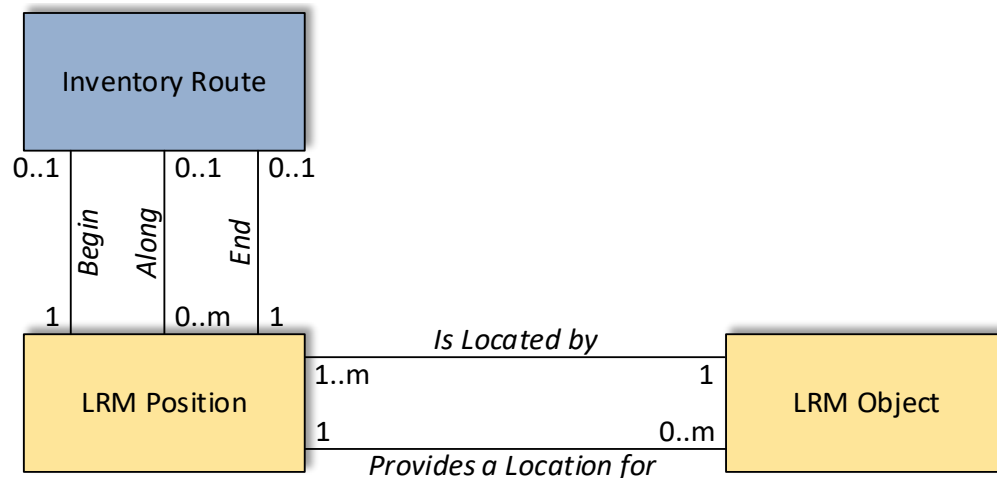 Inventory Route
0..1
0..1
0..1
Begin
Along
End
1
0..m
1
Is Located by
LRM Position
1..m
1
LRM Object
1
0..m
Provides a Location for